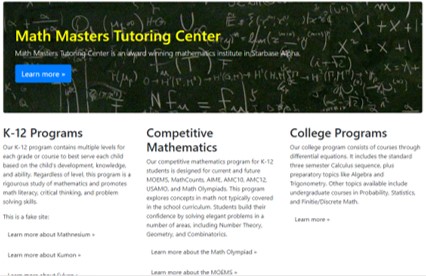 Math Masters Tutoring Center
Math Masters Tutoring Center is an award winning mathematics institute in Starbase Alpha.
Learn more »
K-12 Programs
Our K-12 program contains multiple levels for
each grade or course to best serve each child
based on the child's development, knowledge,
and ability. Regardless of level, this program is a
rigourous study of mathematics and promotes
math literacy, critical thinking, and problem
solving skills.
This is a fake site:
Learn more about Mathnesium »
Learn more about Kumon »
Competitive
Mathematics
Our competitive mathematics program for K-12
students is designed for current and future
MOEMS, MathCounts, AIME, AMC10, AMC12,
USAMO, and Math Olympiads. This program
explores concepts in math not typically covered
in the school curriculum. Students build their
confidence by solving elegant problems in a
number of areas, including Number Theory,
Geometry, and Combinatorics.
Learn more about the Math Olympiad »
Learn more about the MOEMS »
College Programs
Our college program consists of courses through
differential equations. It includes the standard
three semester Calculus sequence, plus
preparatory topics like Algebra and
Trigonometry. Other topics available include
undergraduate courses in Probability, Statistics,
and Finite/Discrete Math.
Learn more »